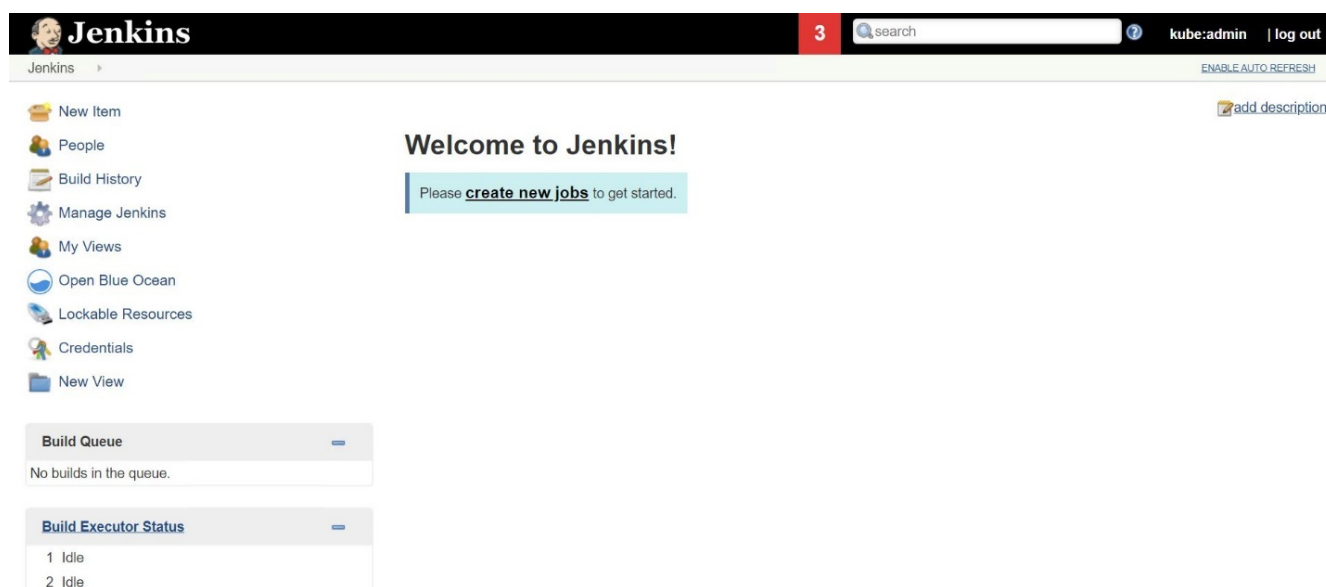 Jenkins
3
search
kube:admin | log out
Jenkins
ENABLE AUTO REFRESH
New Item
People
Build History
Manage Jenkins
My Views
Open Blue Ocean
Lockable Resources
Credentials
New View
Build Queue
No builds in the queue.
Build Executor Status
1 Idle
2 Idle
add description
Welcome to Jenkins!
Please create new jobs to get started.